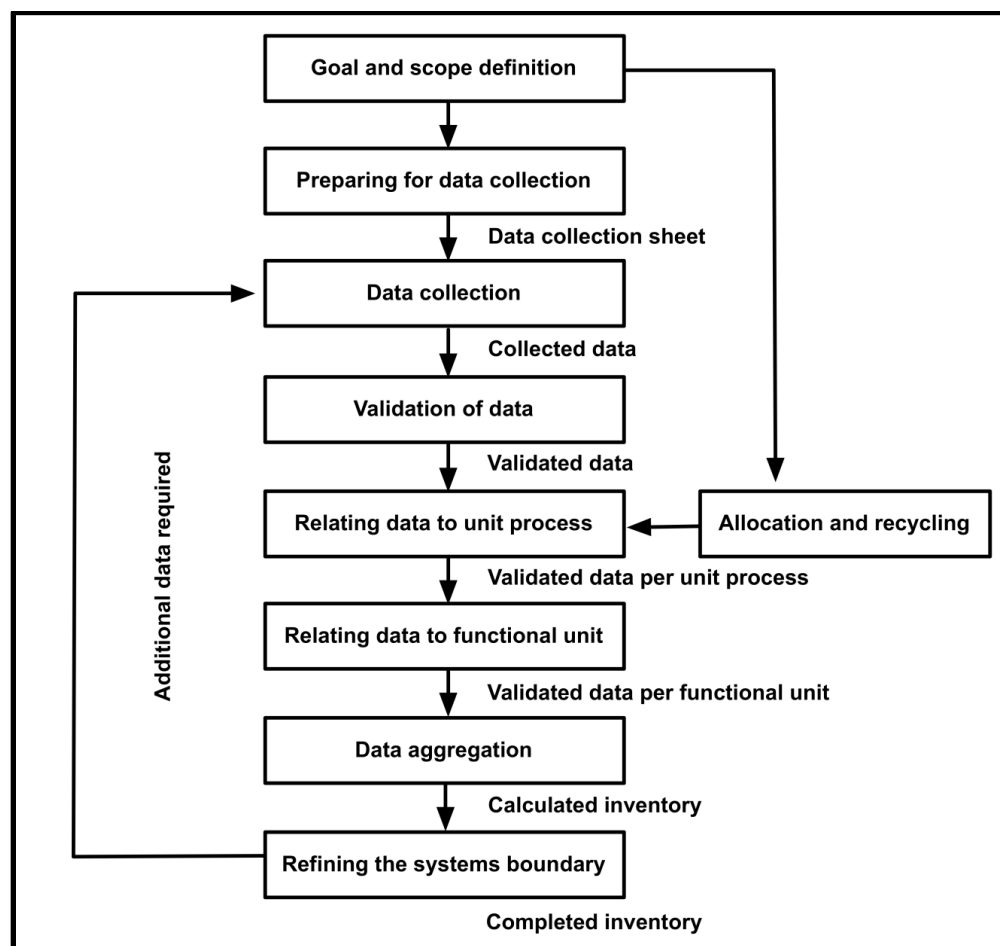 Goal and scope definition
Preparing for data collection
Data collection sheet
Data collection
Collected data
Validation of data
Validated data
Additional data required
Relating data to unit process
Allocation and recycling
Validated data per unit process
Relating data to functional unit
Validated data per functional unit
Data aggregation
Calculated inventory
Refining the systems boundary
Completed inventory